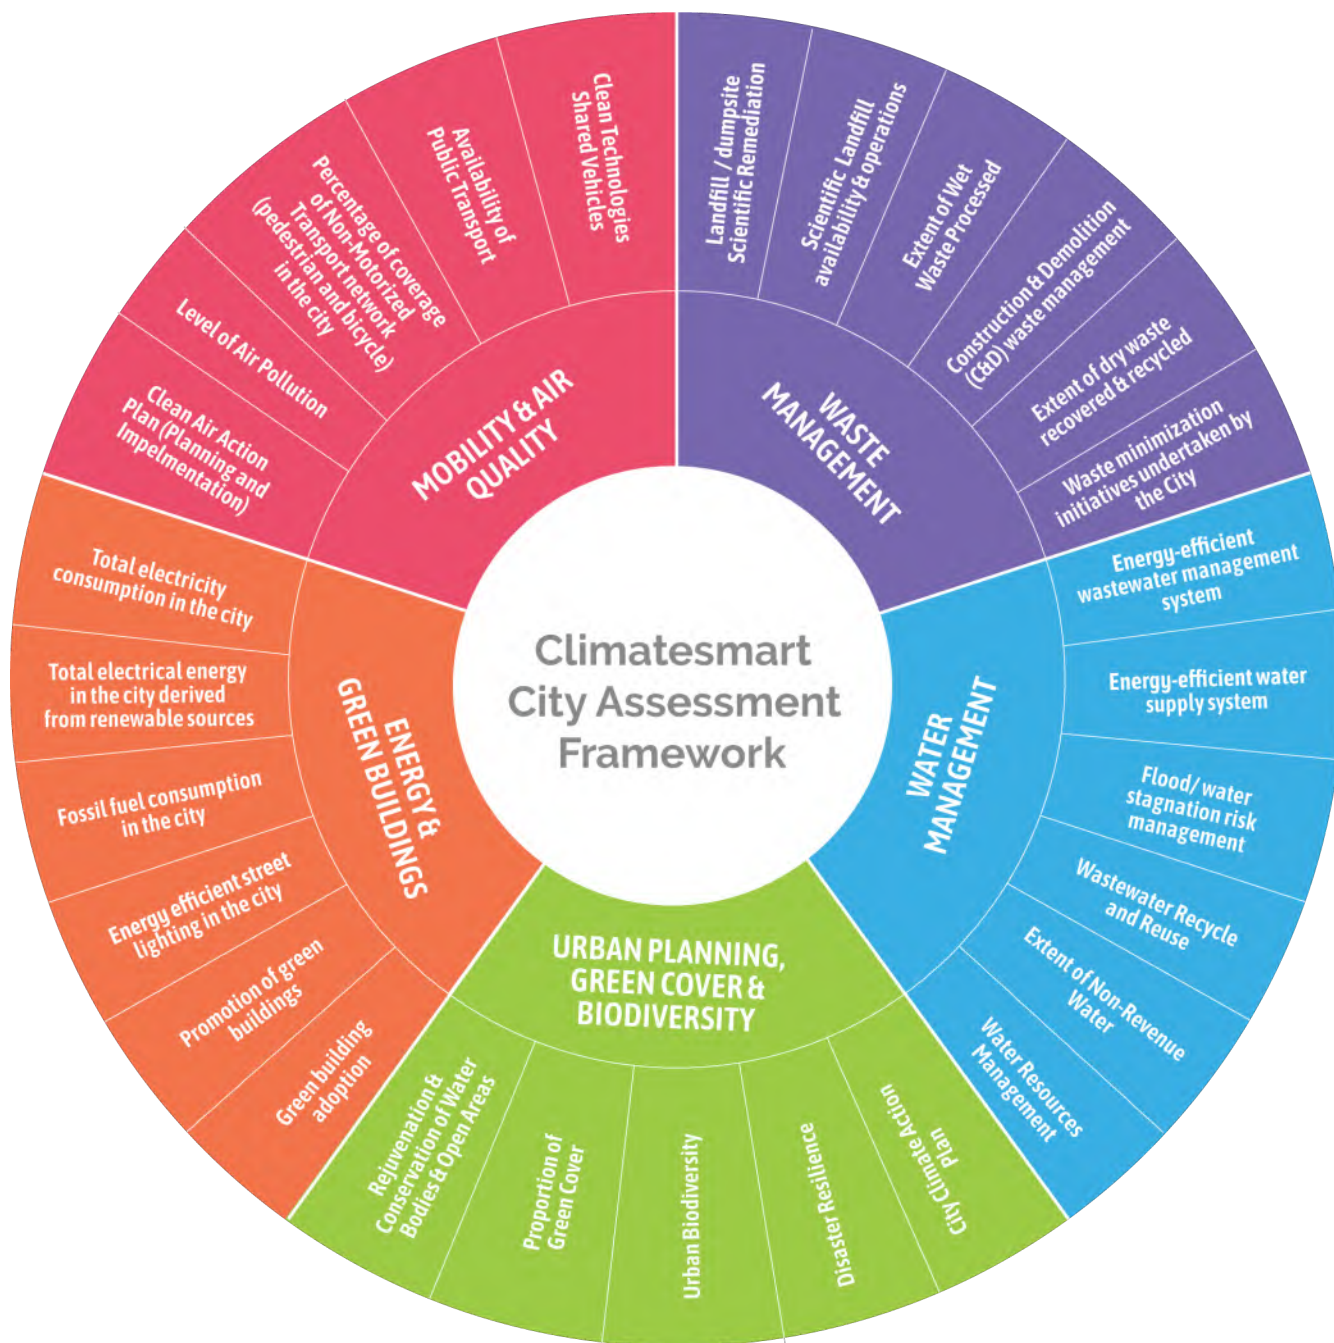 Climatesmart
City Assessment
Framework
WASTE
MANAGEMENT
Landfill / dumpsite
Scientific Remediation
Scientific Landfill
availability & operations
Extent of Wet
Waste Processed
Construction & Demolition
(C&D) waste management
Extent of dry waste
recovered & recycled
Waste minimization
initiatives undertaken by
the City
WATER
MANAGEMENT
Energy-efficient
wastewater management
system
Energy-efficient water
supply system
Flood/ water
stagnation risk
management
Wastewater Recycle
and Reuse
Extent of Non-Revenue
Water
Water Resources
Management
URBAN PLANNING,
GREEN COVER &
BIODIVERSITY
City Climate Action
Plan
Disaster Resilience
Urban Biodiversity
Proportion of
Green Cover
Rejuvenation &
Conservation of Water
Bodies & Open Areas
ENERGY &
GREEN BUILDINGS
Green building
adoption
Promotion of green
buildings
Energy efficient street
lighting in the city
Fossil fuel consumption
in the city
Total electrical energy
in the city derived
from renewable sources
Total electricity
consumption in the city
MOBILITY & AIR
QUALITY
Clean Air Action
Plan (Planning and
Impelmentation)
Level of Air Pollution
Percentage of coverage
of Non-Motorized
Transport network
(pedestrian and bicycle)
in the city
Availability of
Public Transport
Clean Technologies
Shared Vehicles